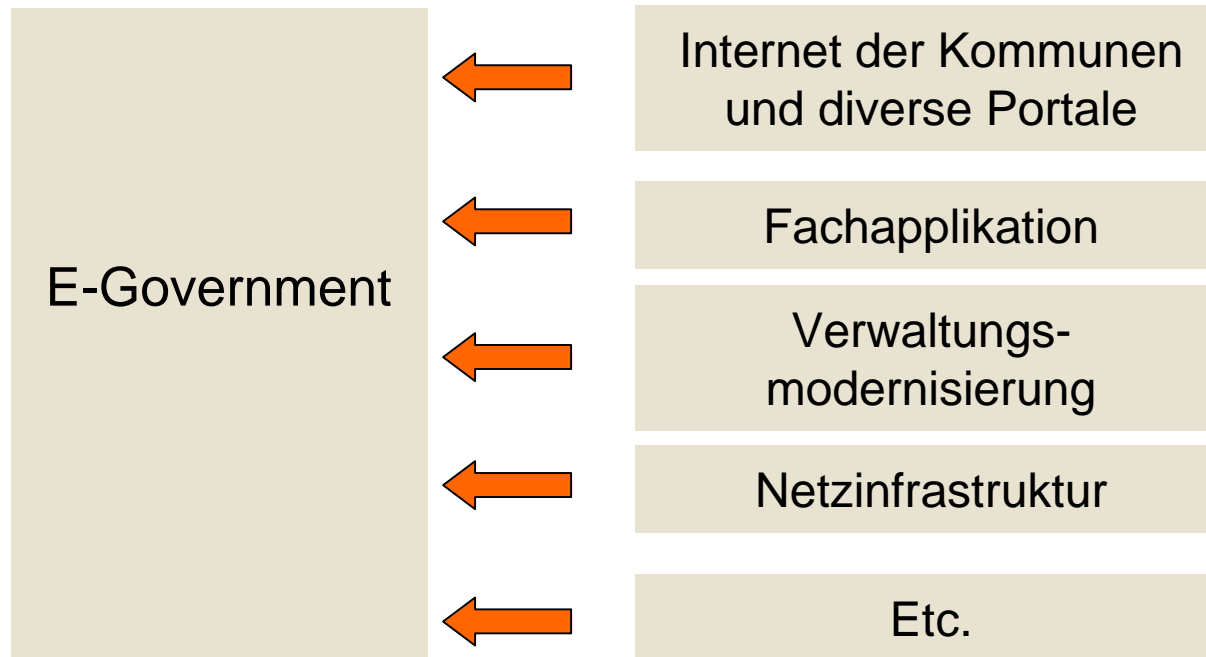 E-Government
Internet der Kommunen
und diverse Portale
Fachapplikation
Verwaltungs-
modernisierung
Netzinfrastruktur
Etc.